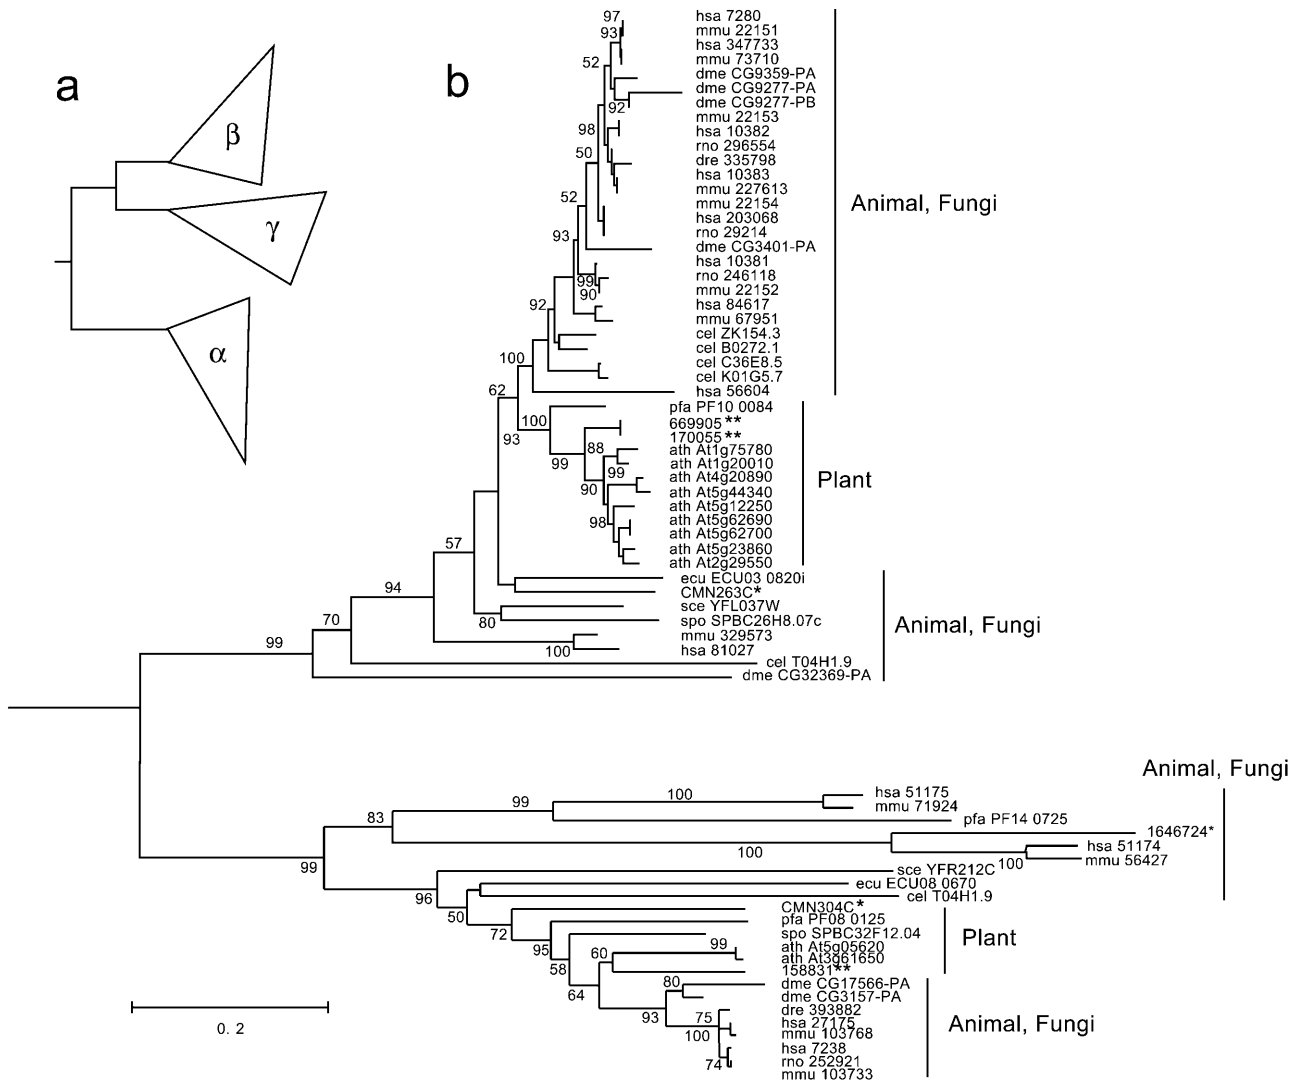 a
β
γ
α
b
97
93
52
92
98
50
52
93
99
90
92
100
62
93
100
99
88
99
90
98
57
94
80
100
70
99
hsa 7280
mmu 22151
hsa 347733
mmu 73710
dme CG9359-PA
dme CG9277-PA
dme CG9277-PB
mmu 22153
hsa 10382
rno 296554
dre 335798
hsa 10383
mmu 227613
mmu 22154
hsa 203068
rno 29214
dme CG3401-PA
hsa 10381
rno 246118
mmu 22152
hsa 84617
mmu 67951
cel ZK154.3
cel B0272.1
cel C36E8.5
cel K01G5.7
hsa 56604
Animal, Fungi
pfa PF10 0084
669905 **
170055 **
ath At1g75780
ath At1g20010
ath At4g20890
ath At5g44340
ath At5g12250
ath At5g62690
ath At5g62700
ath At5g23860
ath At2g29550
Plant
ecu ECU03 0820i
CMN263C*
sce YFL037W
spo SPBC26H8.07c
mmu 329573
hsa 81027
cel T04H1.9
dme CG32369-PA
Animal, Fungi
Animal, Fungi
99
83
99
100
100
100
hsa 51175
mmu 71924
pfa PF14 0725
1646724*
hsa 51174
mmu 56427
sce YFR212C
ecu ECU08 0670
cel T04H1.9
96
50
72
95
58
64
60
99
93
80
75
100
74
CMN304C*
pfa PF08 0125
spo SPBC32F12.04
ath At5g05620
ath At3g61650
158831**
Plant
dme CG17566-PA
dme CG3157-PA
dre 393882
hsa 27175
mmu 103768
hsa 7238
rno 252921
mmu 103733
Animal, Fungi
0. 2